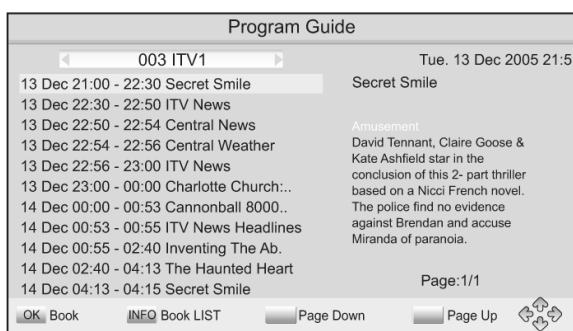 Program Guide
003 ITV1
Tue. 13 Dec 2005 21:5
13 Dec 21:00 - 22:30 Secret Smile
13 Dec 22:30 - 22:50 ITV News
13 Dec 22:50 - 22:54 Central News
13 Dec 22:54 - 22:56 Central Weather
13 Dec 22:56 - 23:00 ITV News
13 Dec 23:00 - 00:00 Charlotte Church:..
14 Dec 00:00 - 00:53 Cannonball 8000..
14 Dec 00:53 - 00:55 ITV News Headlines
14 Dec 00:55 - 02:40 Inventing The Ab.
14 Dec 02:40 - 04:13 The Haunted Heart
14 Dec 04:13 - 04:15 Secret Smile
Secret Smile
Amusement
David Tennant, Claire Goose &
Kate Ashfield star in the
conclusion of this 2- part thriller
based on a Nicci French novel.
The police find no evidence
against Brendan and accuse
Miranda of paranoia.
Page:1/1
OK Book INFO Book LIST Page Down Page Up